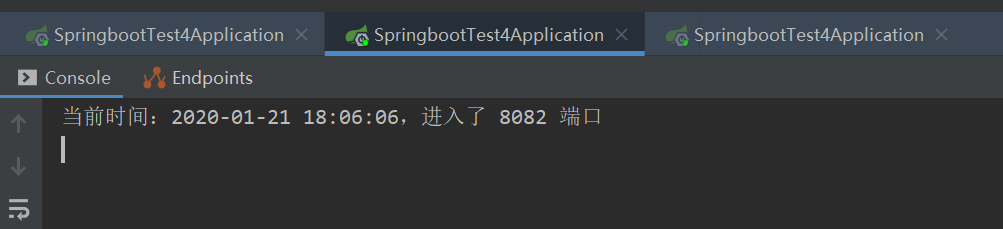 SpringbootTest4Application SpringbootTest4Application SpringbootTest4Application
Console Endpoints
当前时间：2020-01-21 18:06:06，进入了 8082 端口